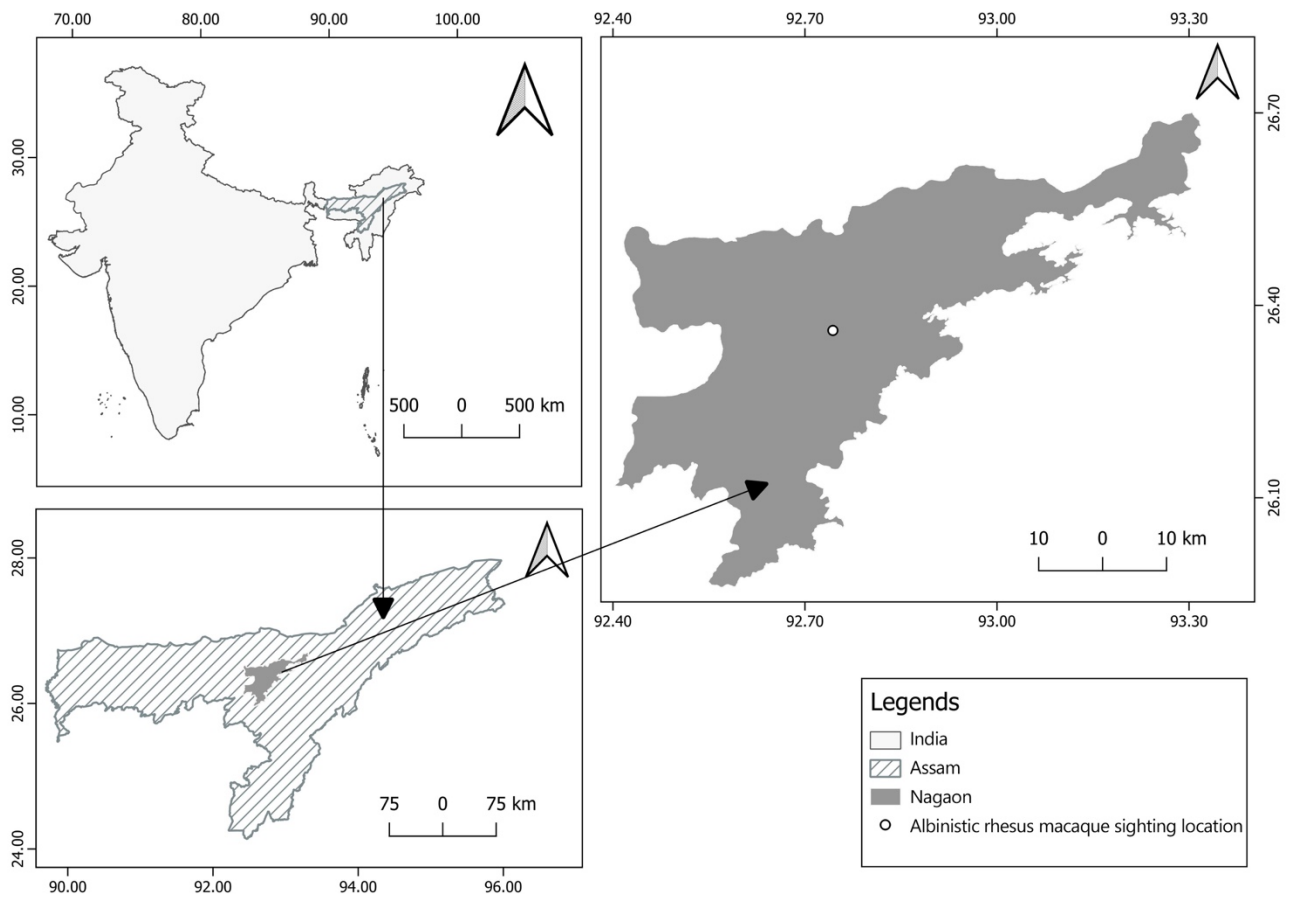 70.00 80.00 90.00 100.00
30.00
20.00
10.00
500 0 500 km
92.40 92.70 93.00 93.30
26.70
26.40
26.10
10 0 10 km
92.40 92.70 93.00 93.30
28.00
26.00
24.00
75 0 75 km
90.00 92.00 94.00 96.00
Legends
India
Assam
Nagaon
Albinistic rhesus macaque sighting location